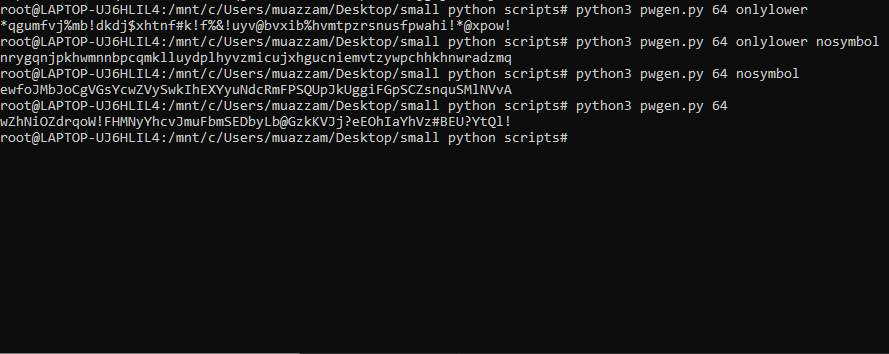 root@LAPTOP-UJ6HLIL4:/mnt/c/Users/muazzam/Desktop/small python scripts# python3 pwgen.py 64 onlylower
*qgumfvj%mb!dkdj$xhtnf#k!f%&!uyv@bvxib%hvmtpzrsnusfpwahi!*@xpow!
root@LAPTOP-UJ6HLIL4:/mnt/c/Users/muazzam/Desktop/small python scripts# python3 pwgen.py 64 onlylower nosymbol
nrygqnjpkhwmnnbpcqmklluydplhyvzmicujxhgucniemvtzywpchhkhnwradzmq
root@LAPTOP-UJ6HLIL4:/mnt/c/Users/muazzam/Desktop/small python scripts# python3 pwgen.py 64 nosymbol
ewfoJMbJoCgVGsYcwZVySwkIhEXYyuNdcRmFPSQUpJkUggiFGpSCZsnquSMlNVvA
root@LAPTOP-UJ6HLIL4:/mnt/c/Users/muazzam/Desktop/small python scripts# python3 pwgen.py 64
wZhNiOZdrqoW!FHMNyYhcvJmuFbmSEDbyLb@GzkKVJj?eEOhIaYhVz#BEU?YtQl!
root@LAPTOP-UJ6HLIL4:/mnt/c/Users/muazzam/Desktop/small python scripts#